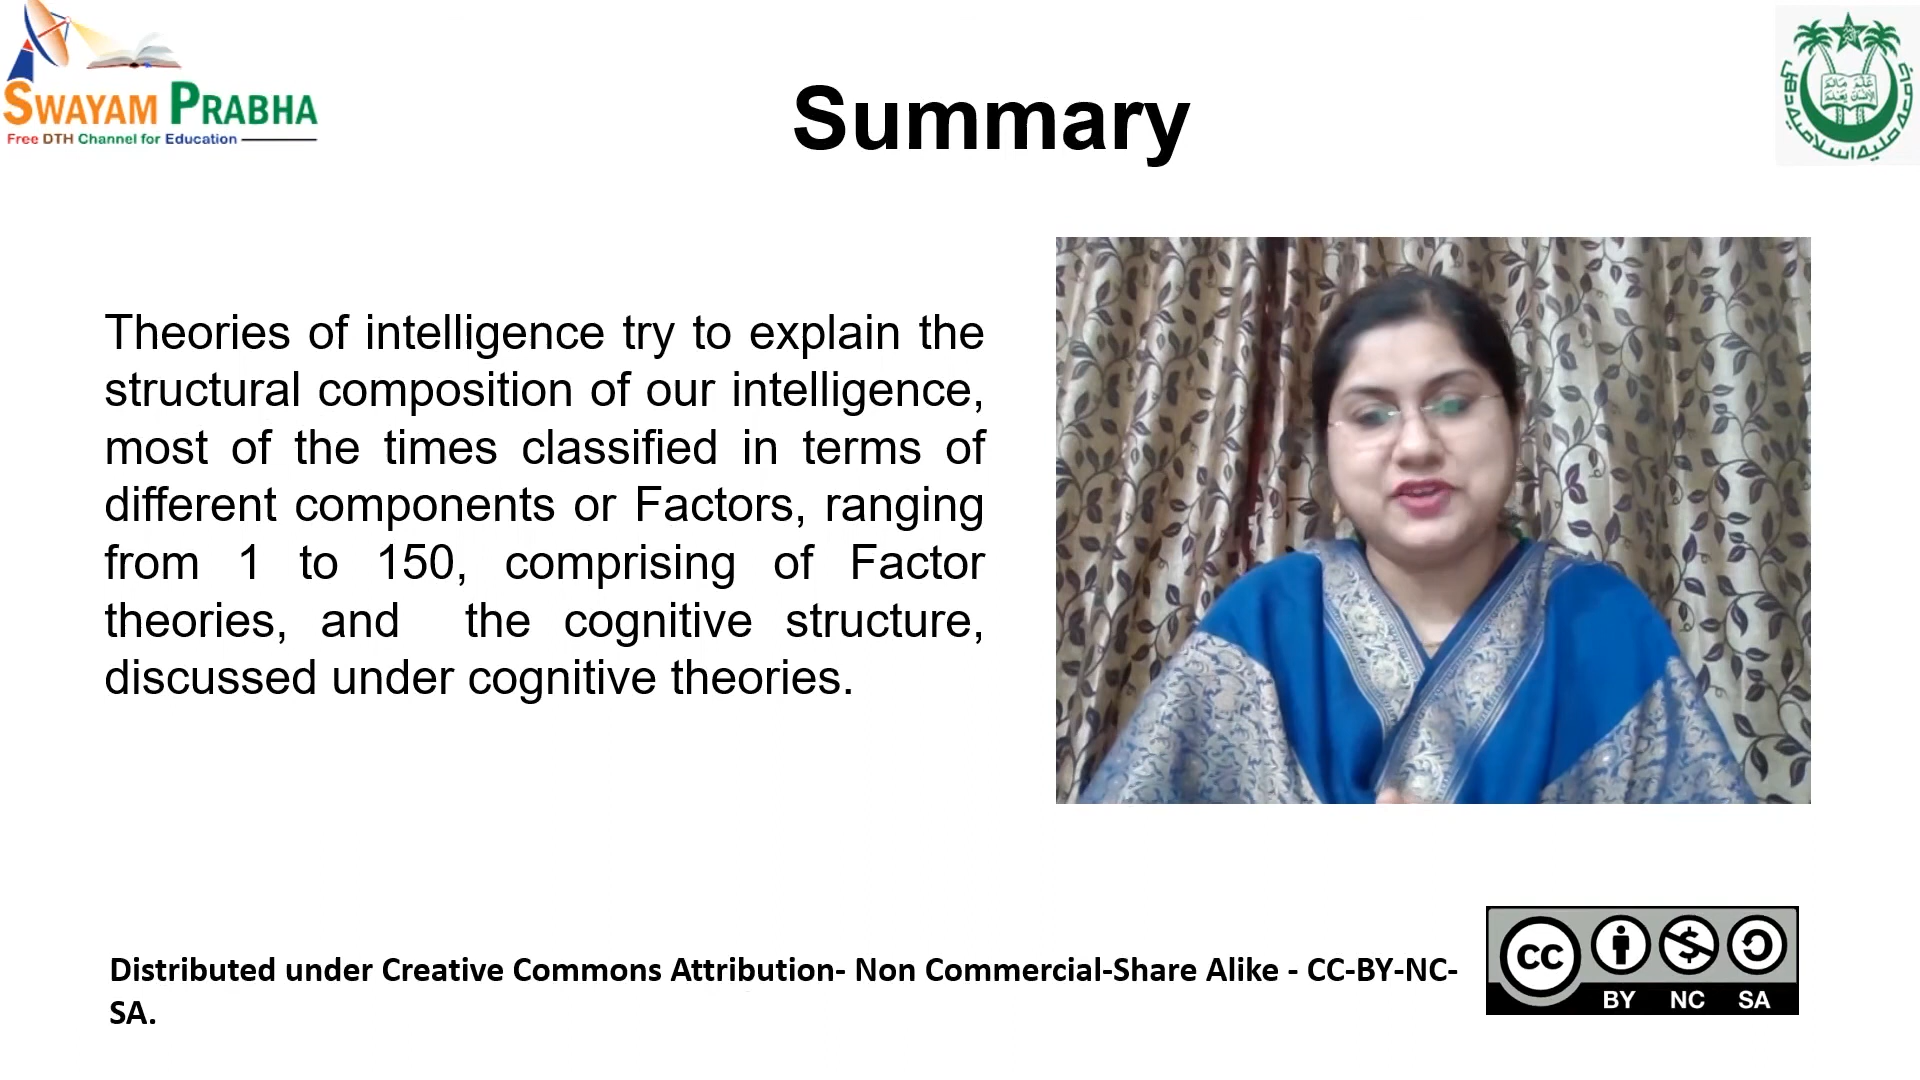 SWAYAM PRABHA
Free DTH Channel for Education
Summary
Theories of intelligence try to explain the
structural composition of our intelligence,
most of the times classified in terms of
different components or Factors, ranging
from 1 to 150, comprising of Factor
theories, and the cognitive structure,
discussed under cognitive theories.
Distributed under Creative Commons Attribution- Non Commercial-Share Alike - CC-BY-NC-
SA.
cc
BY NC SA